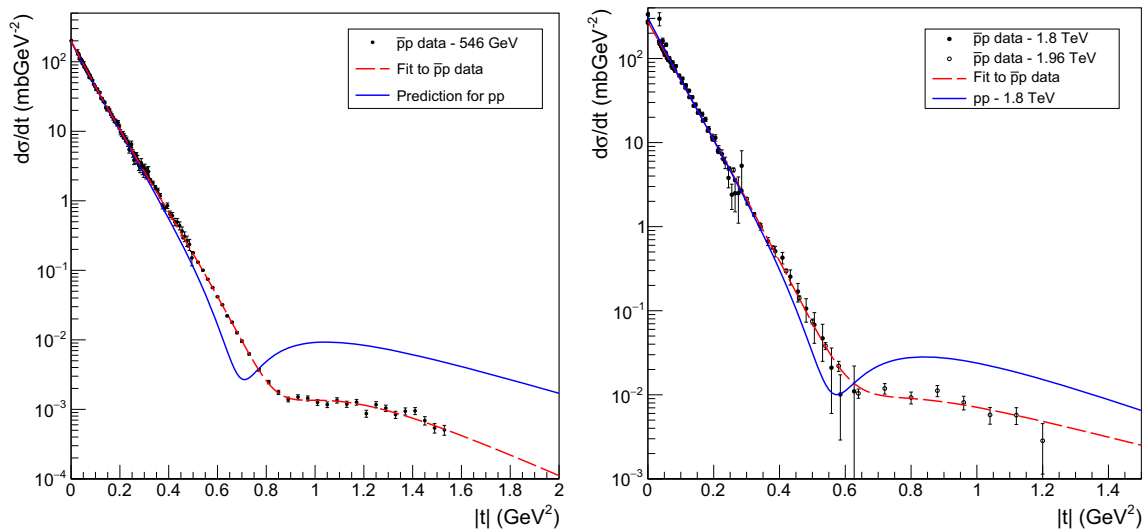 dσ/dt (mbGeV⁻²)
10²
10
1
10⁻¹
10⁻²
10⁻³
10⁻⁴
p̅p data - 546 GeV
Fit to p̅p data
Prediction for pp
0 0.2 0.4 0.6 0.8 1 1.2 1.4 1.6 1.8 2
|t| (GeV²)
dσ/dt (mbGeV⁻²)
10²
10
1
10⁻¹
10⁻²
10⁻³
p̅p data - 1.8 TeV
p̅p data - 1.96 TeV
Fit to p̅p data
pp - 1.8 TeV
0 0.2 0.4 0.6 0.8 1 1.2 1.4
|t| (GeV²)